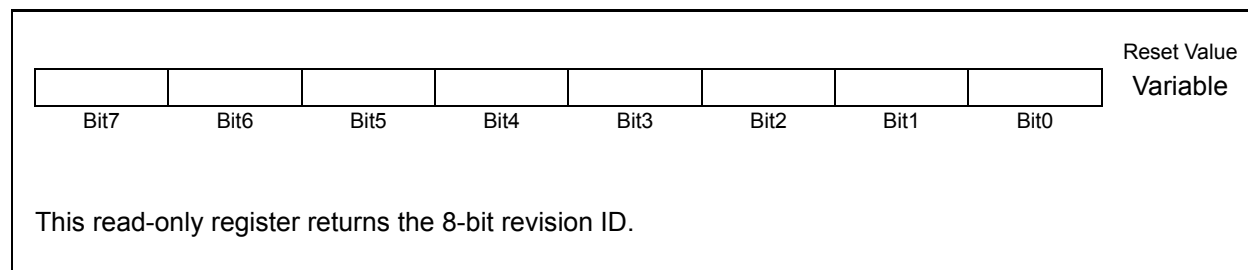 Reset Value
Variable
Bit7 Bit6 Bit5 Bit4 Bit3 Bit2 Bit1 Bit0
This read-only register returns the 8-bit revision ID.